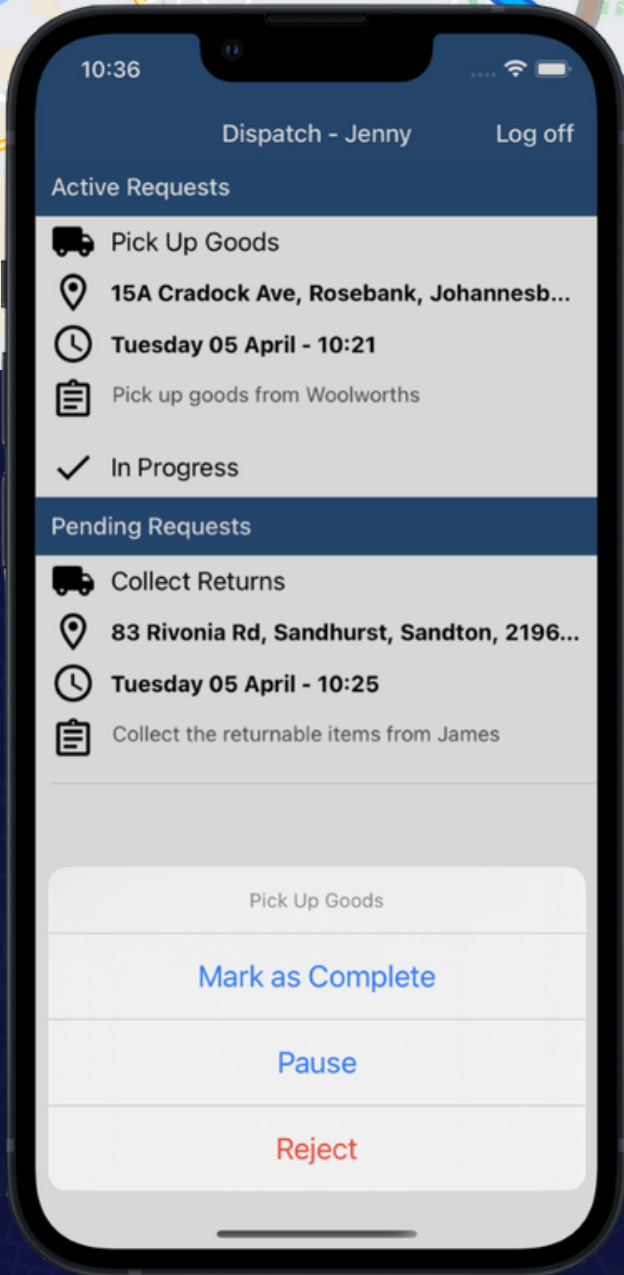 10:36
Dispatch - Jenny
Log off
Active Requests
Pick Up Goods
15A Cradock Ave, Rosebank, Johannesb...
Tuesday 05 April - 10:21
Pick up goods from Woolworths
In Progress
Pending Requests
Collect Returns
83 Rivonia Rd, Sandhurst, Sandton, 2196...
Tuesday 05 April - 10:25
Collect the returnable items from James
Pick Up Goods
Mark as Complete
Pause
Reject